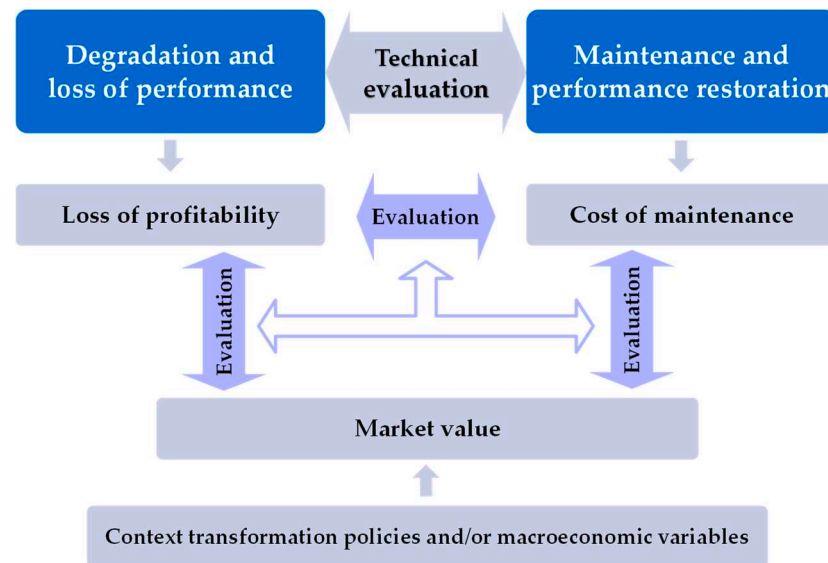 Degradation and
loss of performance
Technical
evaluation
Maintenance and
performance restoration
Loss of profitability
Evaluation
Cost of maintenance
Evaluation
Evaluation
Market value
Context transformation policies and/or macroeconomic variables